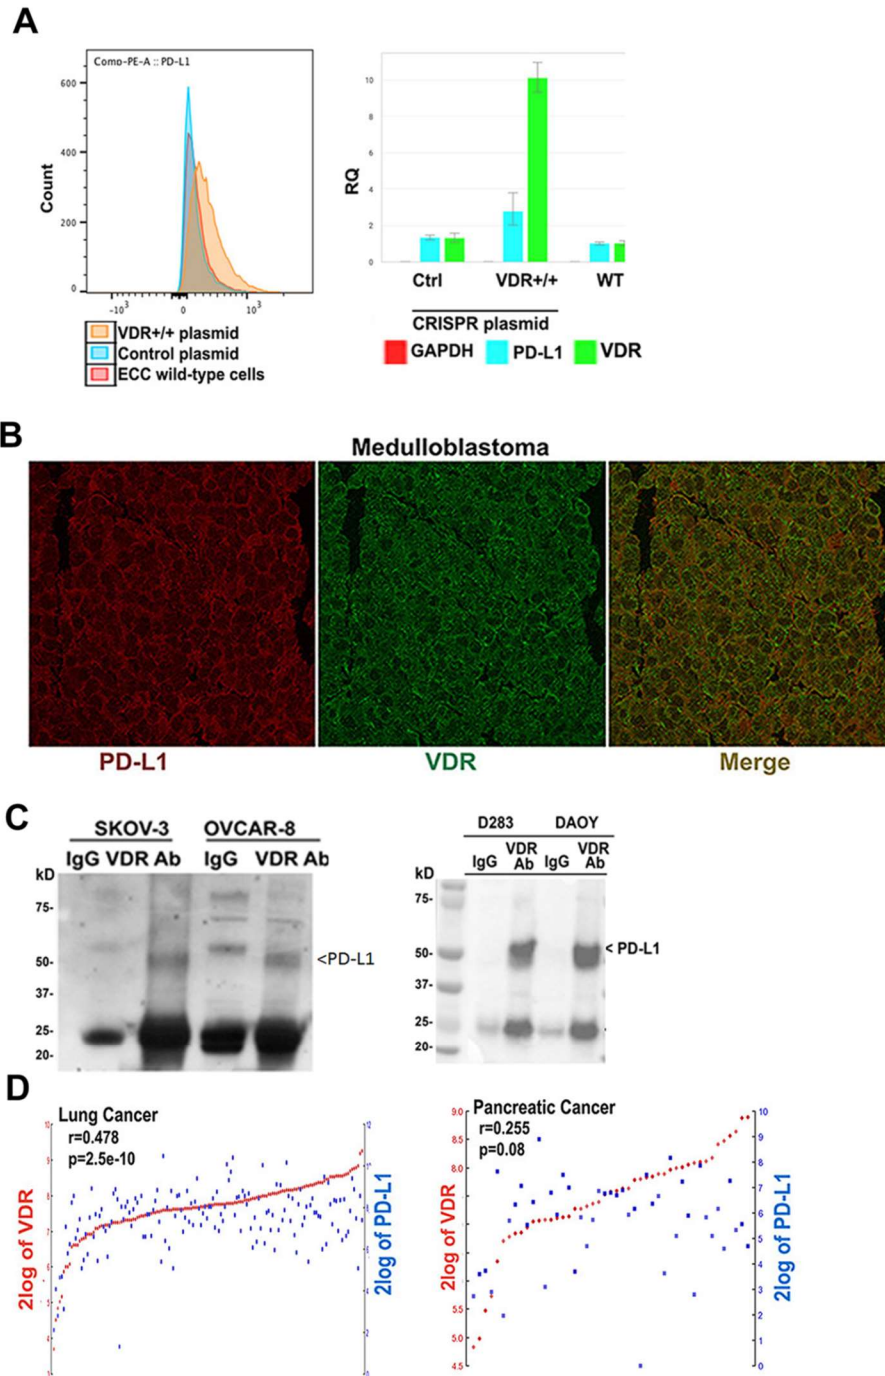 A
Comp-PE-A :: PD-L1
600
400
200
0
Count
-10³ 0 10³
VDR+/+ plasmid
Control plasmid
ECC wild-type cells
RQ
10
8
6
4
2
0
Ctrl VDR+/+ WT
CRISPR plasmid
GAPDH PD-L1 VDR
B
Medulloblastoma
PD-L1 VDR Merge
C
SKOV-3 OVCAR-8
IgG VDR Ab IgG VDR Ab
kD
75-
50-
37-
25-
20-
<PD-L1
D283 DAOY
IgG VDR Ab IgG VDR Ab
kD
75-
50-
37-
25-
20-
< PD-L1
D
Lung Cancer
r=0.478
p=2.5e-10
2log of VDR
2log of PD-L1
Pancreatic Cancer
r=0.255
p=0.08
2log of VDR
9.0
8.5
8.0
5.5
5.0
4.5
10
9
8
7
6
5
4
3
2
1
0
2log of PD-L1